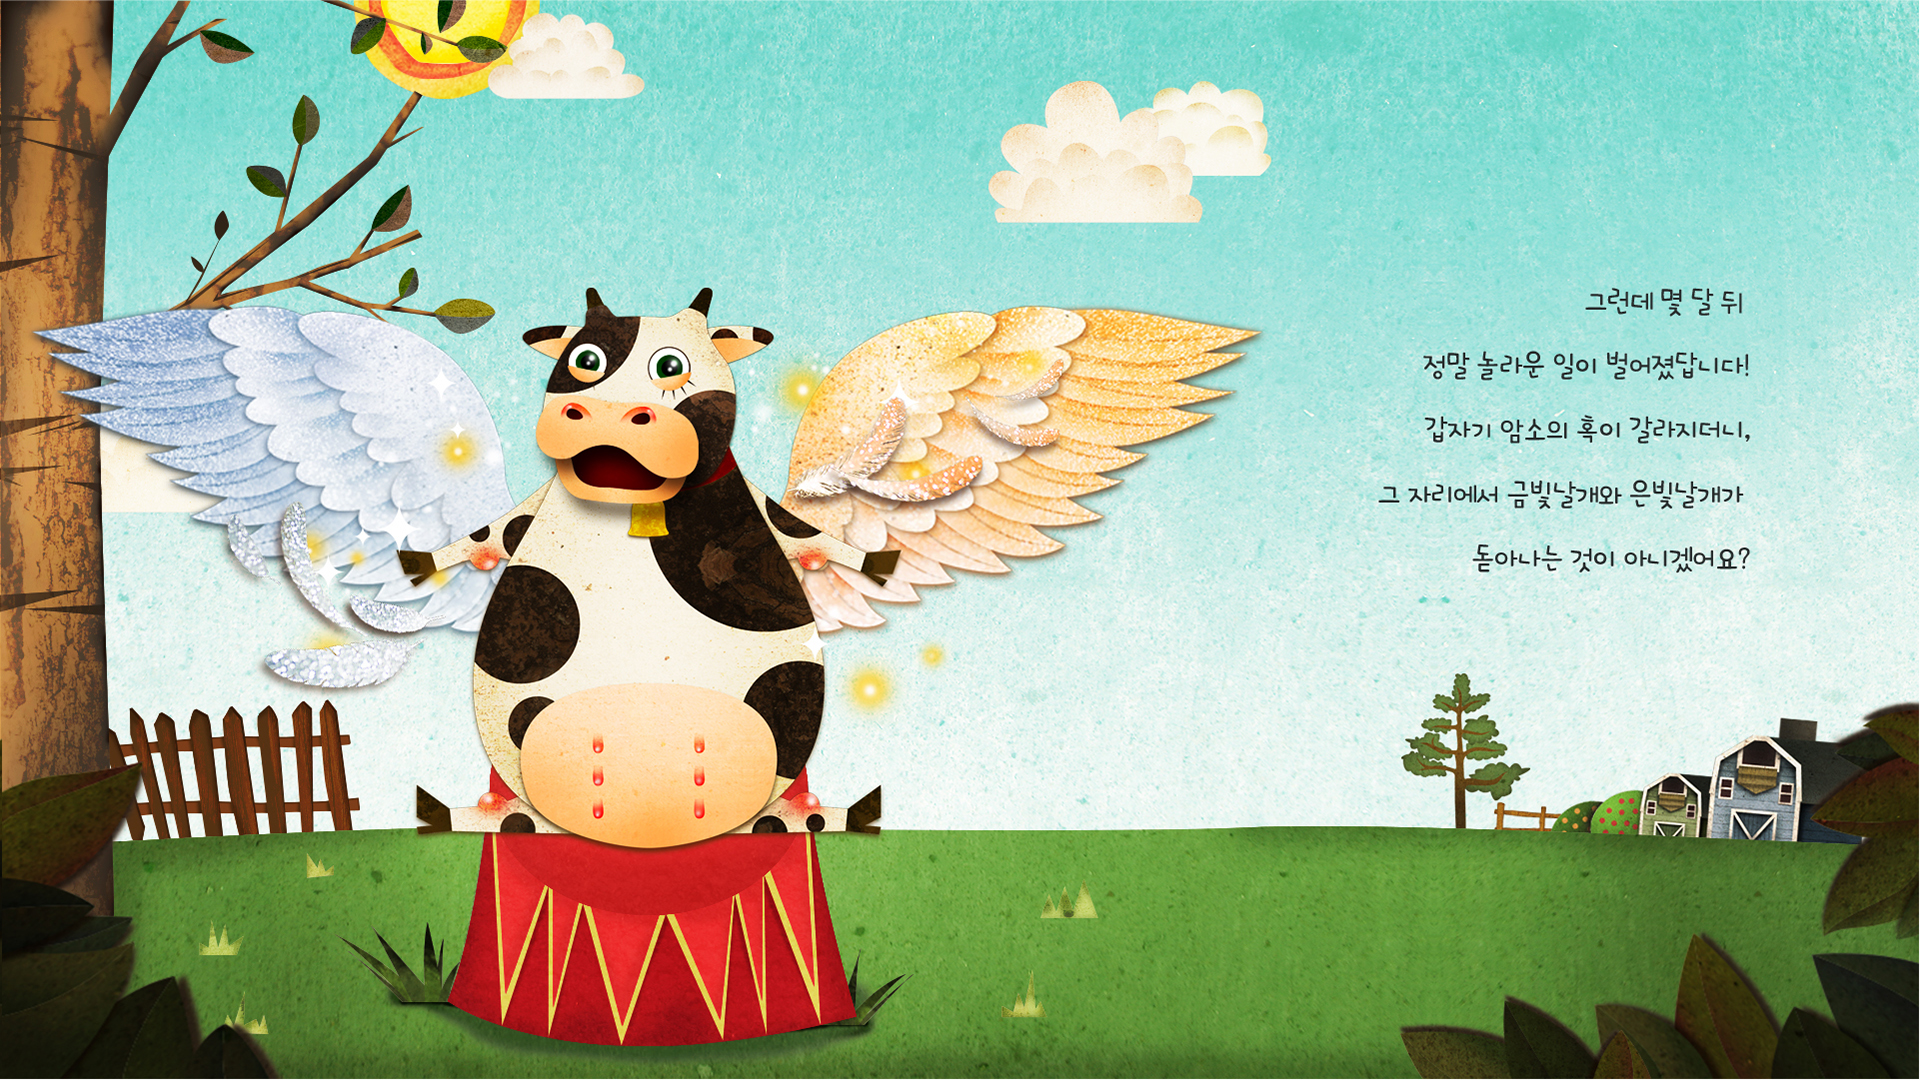 그런데 몇 달 뒤
정말 놀라운 일이 벌어졌답니다!
갑자기 암소의 혹이 갈라지더니,
그 자리에서 금빛날개와 은빛날개가
돋아나는 것이 아니겠어요?